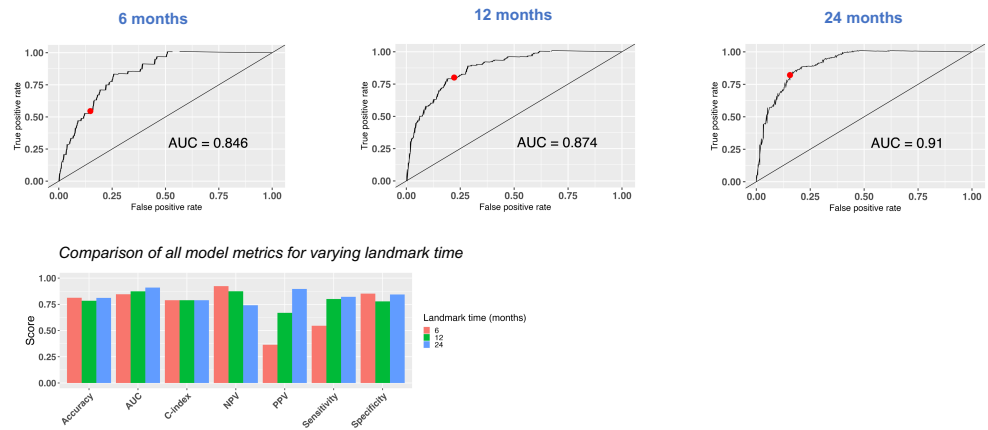 6 months
12 months
24 months
True positive rate
1.00
0.75
0.50
0.25
0.00
AUC = 0.846
0.00 0.25 0.50 0.75 1.00
False positive rate
True positive rate
1.00
0.75
0.50
0.25
0.00
AUC = 0.874
0.00 0.25 0.50 0.75 1.00
False positive rate
True positive rate
1.00
0.75
0.50
0.25
0.00
AUC = 0.91
0.00 0.25 0.50 0.75 1.00
False positive rate
Comparison of all model metrics for varying landmark time
Score
1.00
0.75
0.50
0.25
0.00
Accuracy
AUC
C-index
NPV
PPV
Sensitivity
Specificity
Landmark time (months)
6
12
24